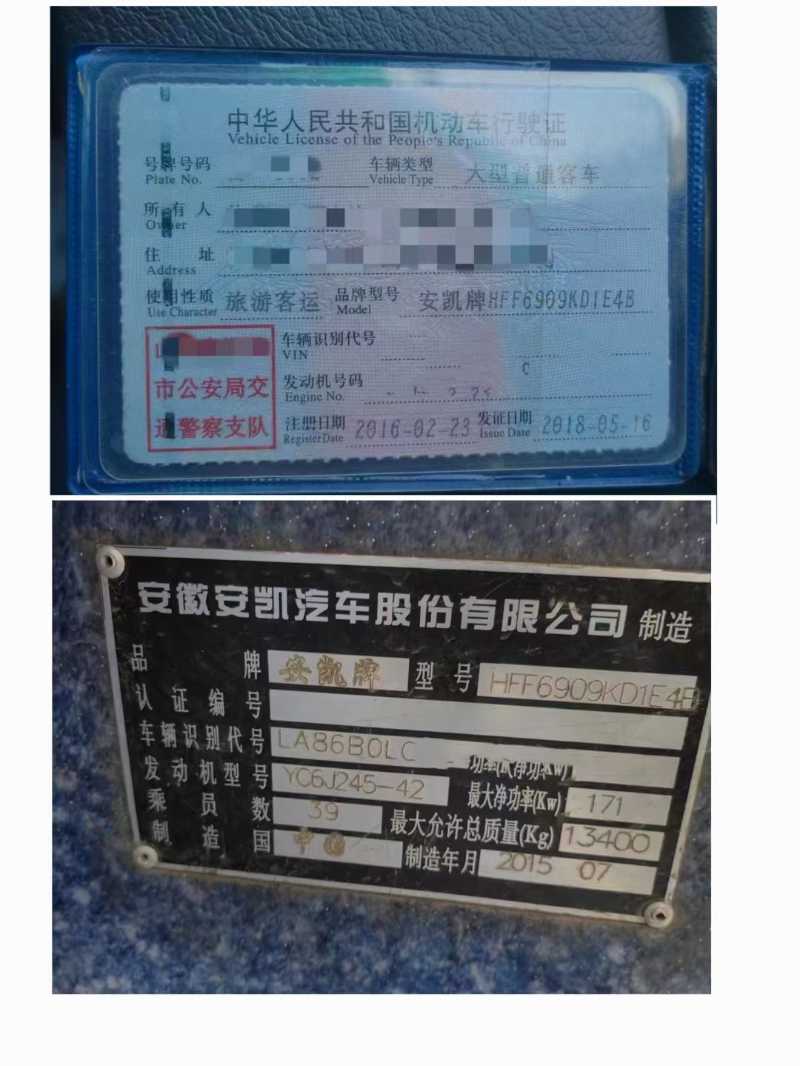 中华人民共和国机动车行驶证
Vehicle License of the People's Republic of China
号牌号码 车辆类型 大型普通客车
Plate No. Vehicle Type
所有人
Owner
住址
Address
使用性质 旅游客运 品牌型号 安凯牌HFF6909KD1E4B
Use Character Model
车辆识别代号
VIN
市公安局交
通警察支队
发动机号码
Engine No.
注册日期 2016-02-23 发证日期 2018-05-16
Register Date Issue Date
安徽安凯汽车股份有限公司 制造
品牌 安凯牌 型号 HFF6909KD1E4B
认证编号
车辆识别代号 LA86B0LC
发动机型号 YC6J245-42 最大净功率(Kw) 171
乘员数 39 最大允许总质量(Kg) 13400
制造国 中国 制造年月 2015 07